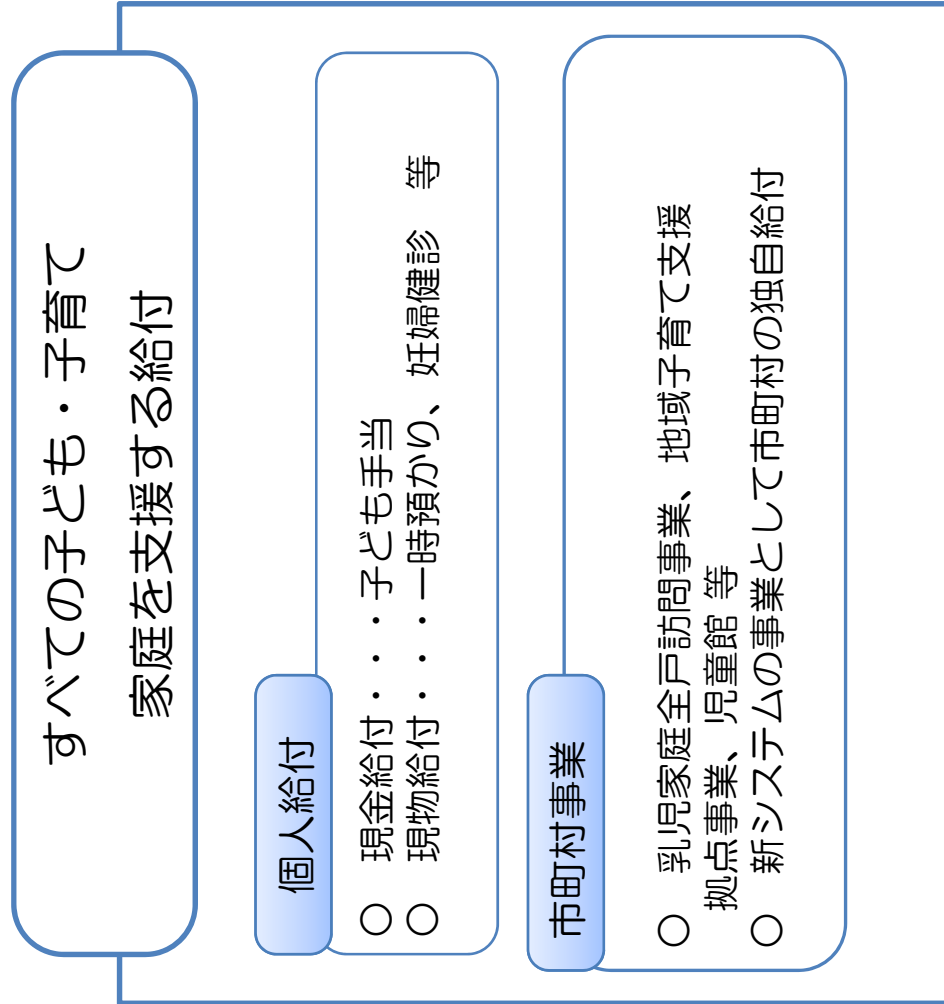 すべての子ども・子育て
家庭を支援する給付
個人給付
○ 現金給付・・・子ども手当
○ 現物給付・・・一時預かり、妊婦健診 等
市町村事業
○ 乳児家庭全戸訪問事業、地域子育て支援
拠点事業、児童館 等
○ 新システムの事業として市町村の独自給付